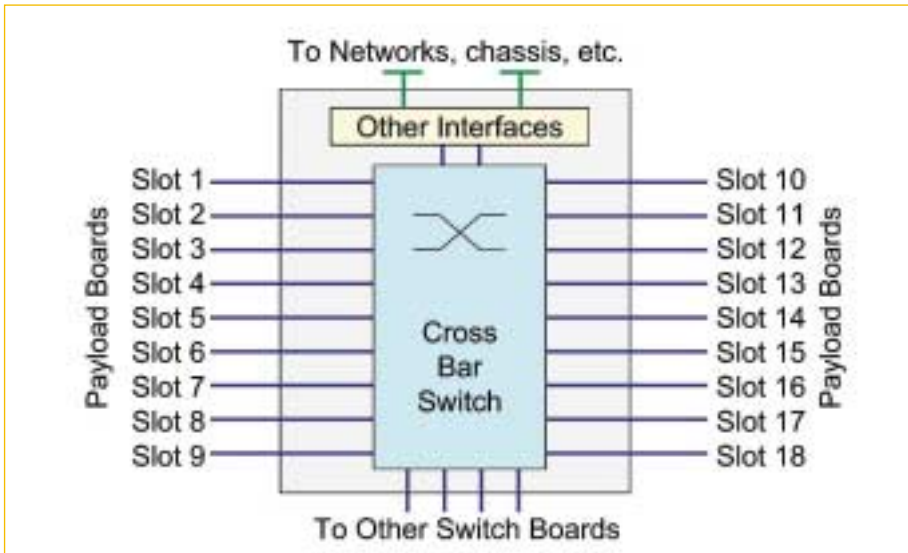 To Networks, chassis, etc.
Other Interfaces
Payload Boards
Slot 1
Slot 2
Slot 3
Slot 4
Slot 5
Slot 6
Slot 7
Slot 8
Slot 9
Cross
Bar
Switch
Slot 10
Slot 11
Slot 12
Slot 13
Slot 14
Slot 15
Slot 16
Slot 17
Slot 18
Payload Boards
To Other Switch Boards